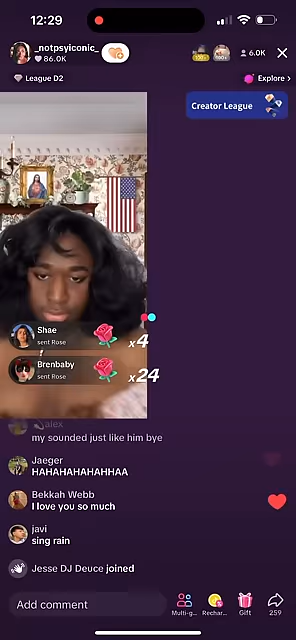 12:29
_notpsyiconic_
86.0K
6.0K
League D2
Explore >
Creator League
Shae
sent Rose
x4
Brenbaby
sent Rose
x24
alex
my sounded just like him bye
Jaeger
HAHAHAHAHAHHAA
Bekkah Webb
I love you so much
javi
sing rain
Jesse DJ Deuce joined
Add comment
Multi-g...
Rechar...
Gift
259